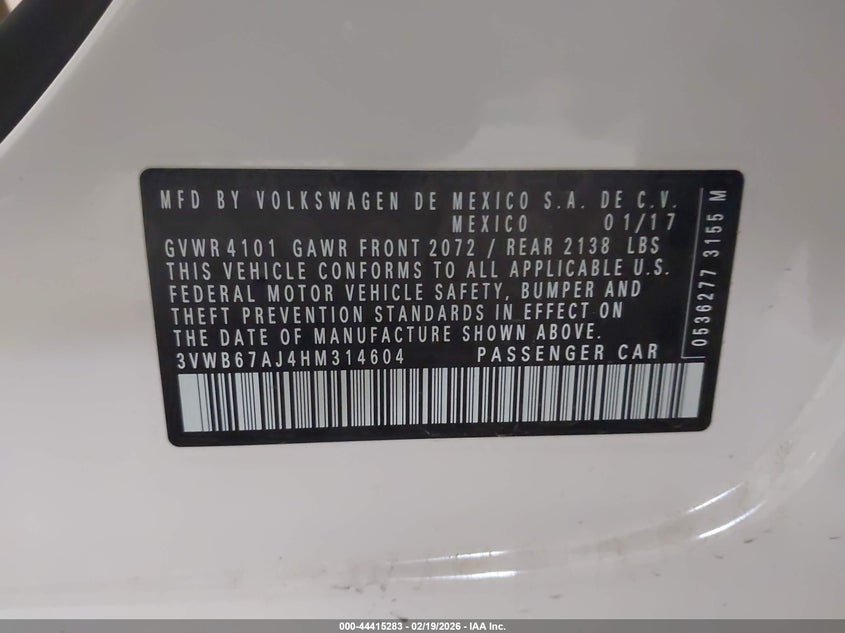 MFD BY VOLKSWAGEN DE MEXICO S.A. DE C.V.
MEXICO 01/17
GVWR 4101 GAWR FRONT 2072 / REAR 2138 LBS
THIS VEHICLE CONFORMS TO ALL APPLICABLE U.S.
FEDERAL MOTOR VEHICLE SAFETY, BUMPER AND
THEFT PREVENTION STANDARDS IN EFFECT ON
THE DATE OF MANUFACTURE SHOWN ABOVE.
3VWB67AJ4HM314604 PASSENGER CAR
0536277 3155 M
000-44415283 - 02/19/2026 - IAA Inc.